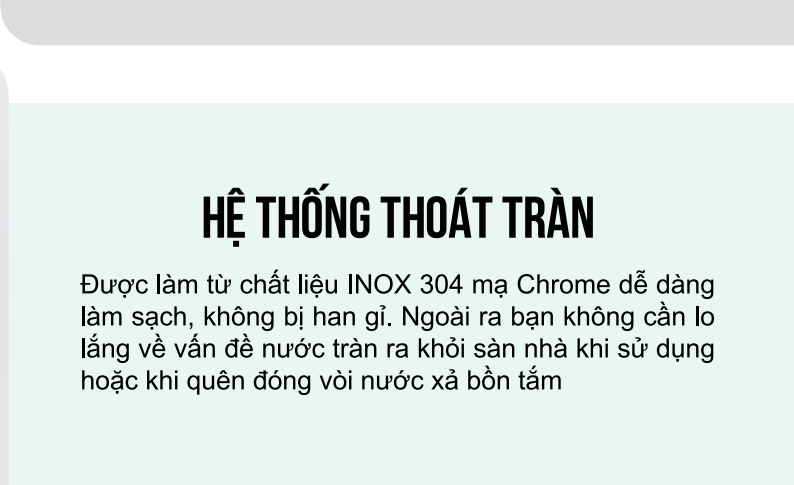 HỆ THỐNG THOÁT TRÀN
Được làm từ chất liệu INOX 304 mạ Chrome dễ dàng
làm sạch, không bị han gỉ. Ngoài ra bạn không cần lo
lắng về vấn đề nước tràn ra khỏi sàn nhà khi sử dụng
hoặc khi quên đóng vòi nước xả bồn tắm